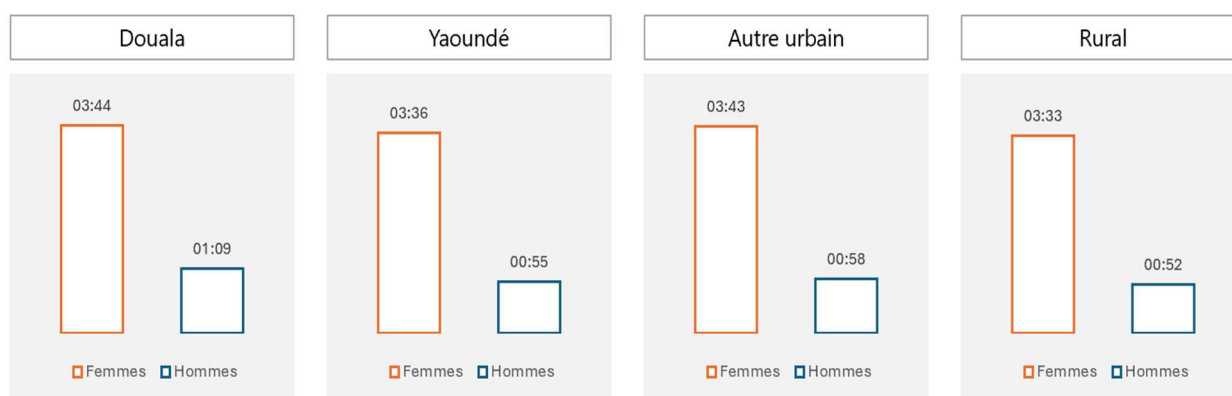 Douala
03:44
01:09
Femmes Hommes
Yaoundé
03:36
00:55
Femmes Hommes
Autre urbain
03:43
00:58
Femmes Hommes
Rural
03:33
00:52
Femmes Hommes